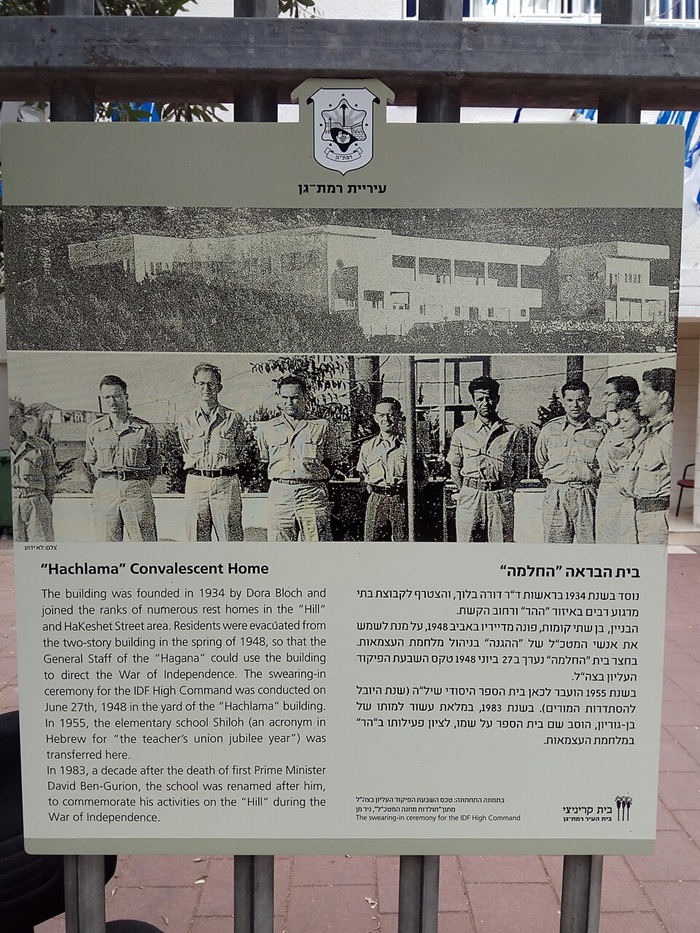 רמת־גן
עיריית רמת־גן
צלם: לא ידוע
"Hachlama" Convalescent Home
The building was founded in 1934 by Dora Bloch and
joined the ranks of numerous rest homes in the "Hill"
and HaKeshet Street area. Residents were evacuated from
the two-story building in the spring of 1948, so that the
General Staff of the "Hagana" could use the building
to direct the War of Independence. The swearing-in
ceremony for the IDF High Command was conducted on
June 27th, 1948 in the yard of the "Hachlama" building.
In 1955, the elementary school Shiloh (an acronym in
Hebrew for "the teacher's union jubilee year") was
transferred here.
In 1983, a decade after the death of first Prime Minister
David Ben-Gurion, the school was renamed after him,
to commemorate his activities on the "Hill" during the
War of Independence.
בית הבראה "החלמה"
נוסד בשנת 1934 בראשות ד"ר דורה בלוך, והצטרף לקבוצת בתי
מרגוע רבים באיזור "ההר" ורחוב הקשת.
הבניין, בן שתי קומות, פונה מדייריו באביב 1948, על מנת לשמש
את אנשי המטכ"ל של "ההגנה" בניהול מלחמת העצמאות.
בחצר בית "החלמה" נערך ב27 ביוני 1948 טקס השבעת הפיקוד
העליון בצה"ל.
בשנת 1955 הועבר לכאן בית הספר היסודי שיל"ה (שנת היובל
להסתדרות המורים). בשנת 1983, במלאת עשור למותו של
בן-גוריון, הוסב שם בית הספר על שמו, לציון פעילותו ב"הר"
במלחמת העצמאות.
בתמונה התחתונה: טכס השבעת הפיקוד העליון בצה"ל
מתוך "תולדות מחנה המטכ"ל", ניר מן
The swearing-in ceremony for the IDF High Command
בית קריניצי
בית העיר רמת־גן